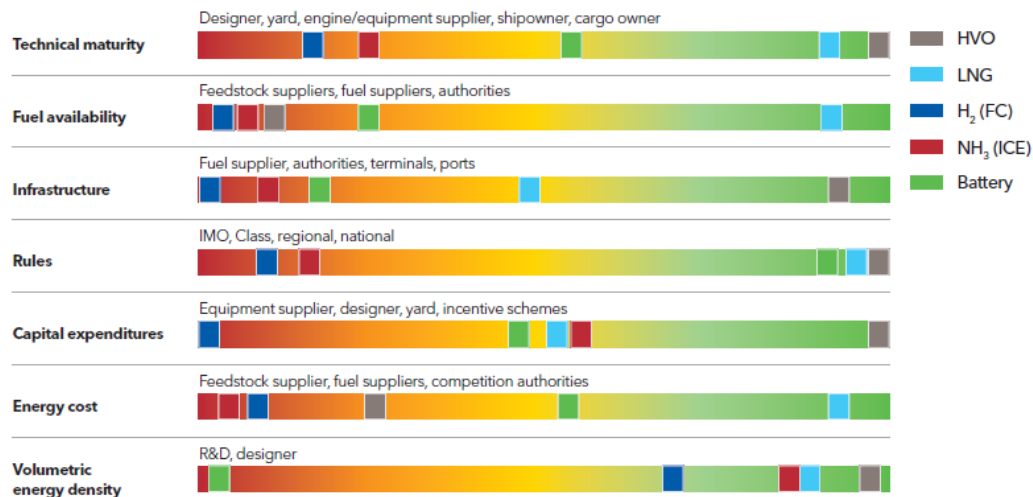 Designer, yard, engine/equipment supplier, shipowner, cargo owner
Technical maturity
Feedstock suppliers, fuel suppliers, authorities
Fuel availability
Fuel supplier, authorities, terminals, ports
Infrastructure
IMO, Class, regional, national
Rules
Equipment supplier, designer, yard, incentive schemes
Capital expenditures
Feedstock supplier, fuel suppliers, competition authorities
Energy cost
R&D, designer
Volumetric
energy density
HVO
LNG
H₂ (FC)
NH₃ (ICE)
Battery